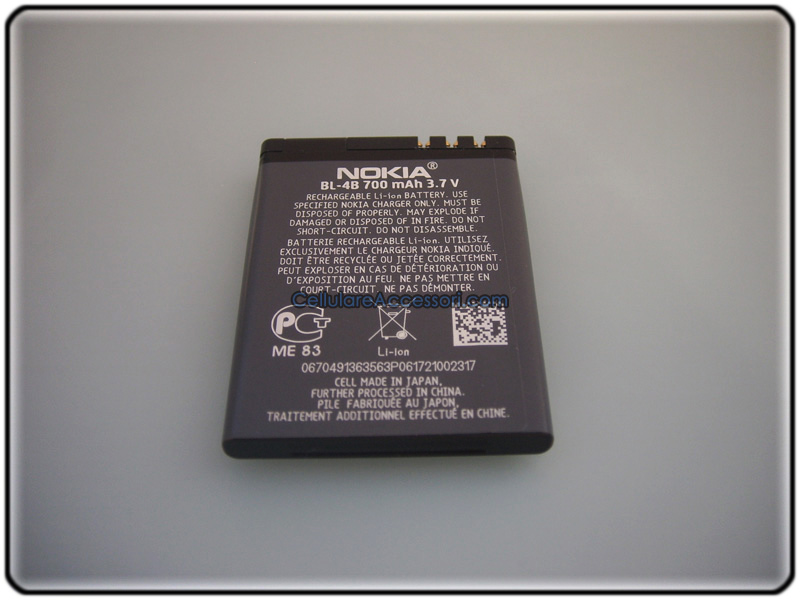 NOKIA®
BL-4B 700 mAh 3.7 V
RECHARGEABLE Li-ion BATTERY. USE
SPECIFIED NOKIA CHARGER ONLY. MUST BE
DISPOSED OF PROPERLY. MAY EXPLODE IF
DAMAGED OR DISPOSED OF IN FIRE. DO NOT
SHORT-CIRCUIT. DO NOT DISASSEMBLE.
BATTERIE RECHARGEABLE Li-ion. UTILISEZ
EXCLUSIVEMENT LE CHARGEUR NOKIA INDIQUÉ.
DOIT ÊTRE RECYCLÉE OU JETÉE CORRECTEMENT.
PEUT EXPLOSER EN CAS DE DÉTÉRIORATION OU
D'EXPOSITION AU FEU. NE PAS METTRE EN
COURT-CIRCUIT. NE PAS DÉMONTER.
CellulareAccessori.com
PCT
ME 83
Li-ion
0670491363563P061721002317
CELL MADE IN JAPAN,
FURTHER PROCESSED IN CHINA.
PILE FABRIQUÉE AU JAPON,
TRAITEMENT ADDITIONNEL EFFECTUÉ EN CHINE.